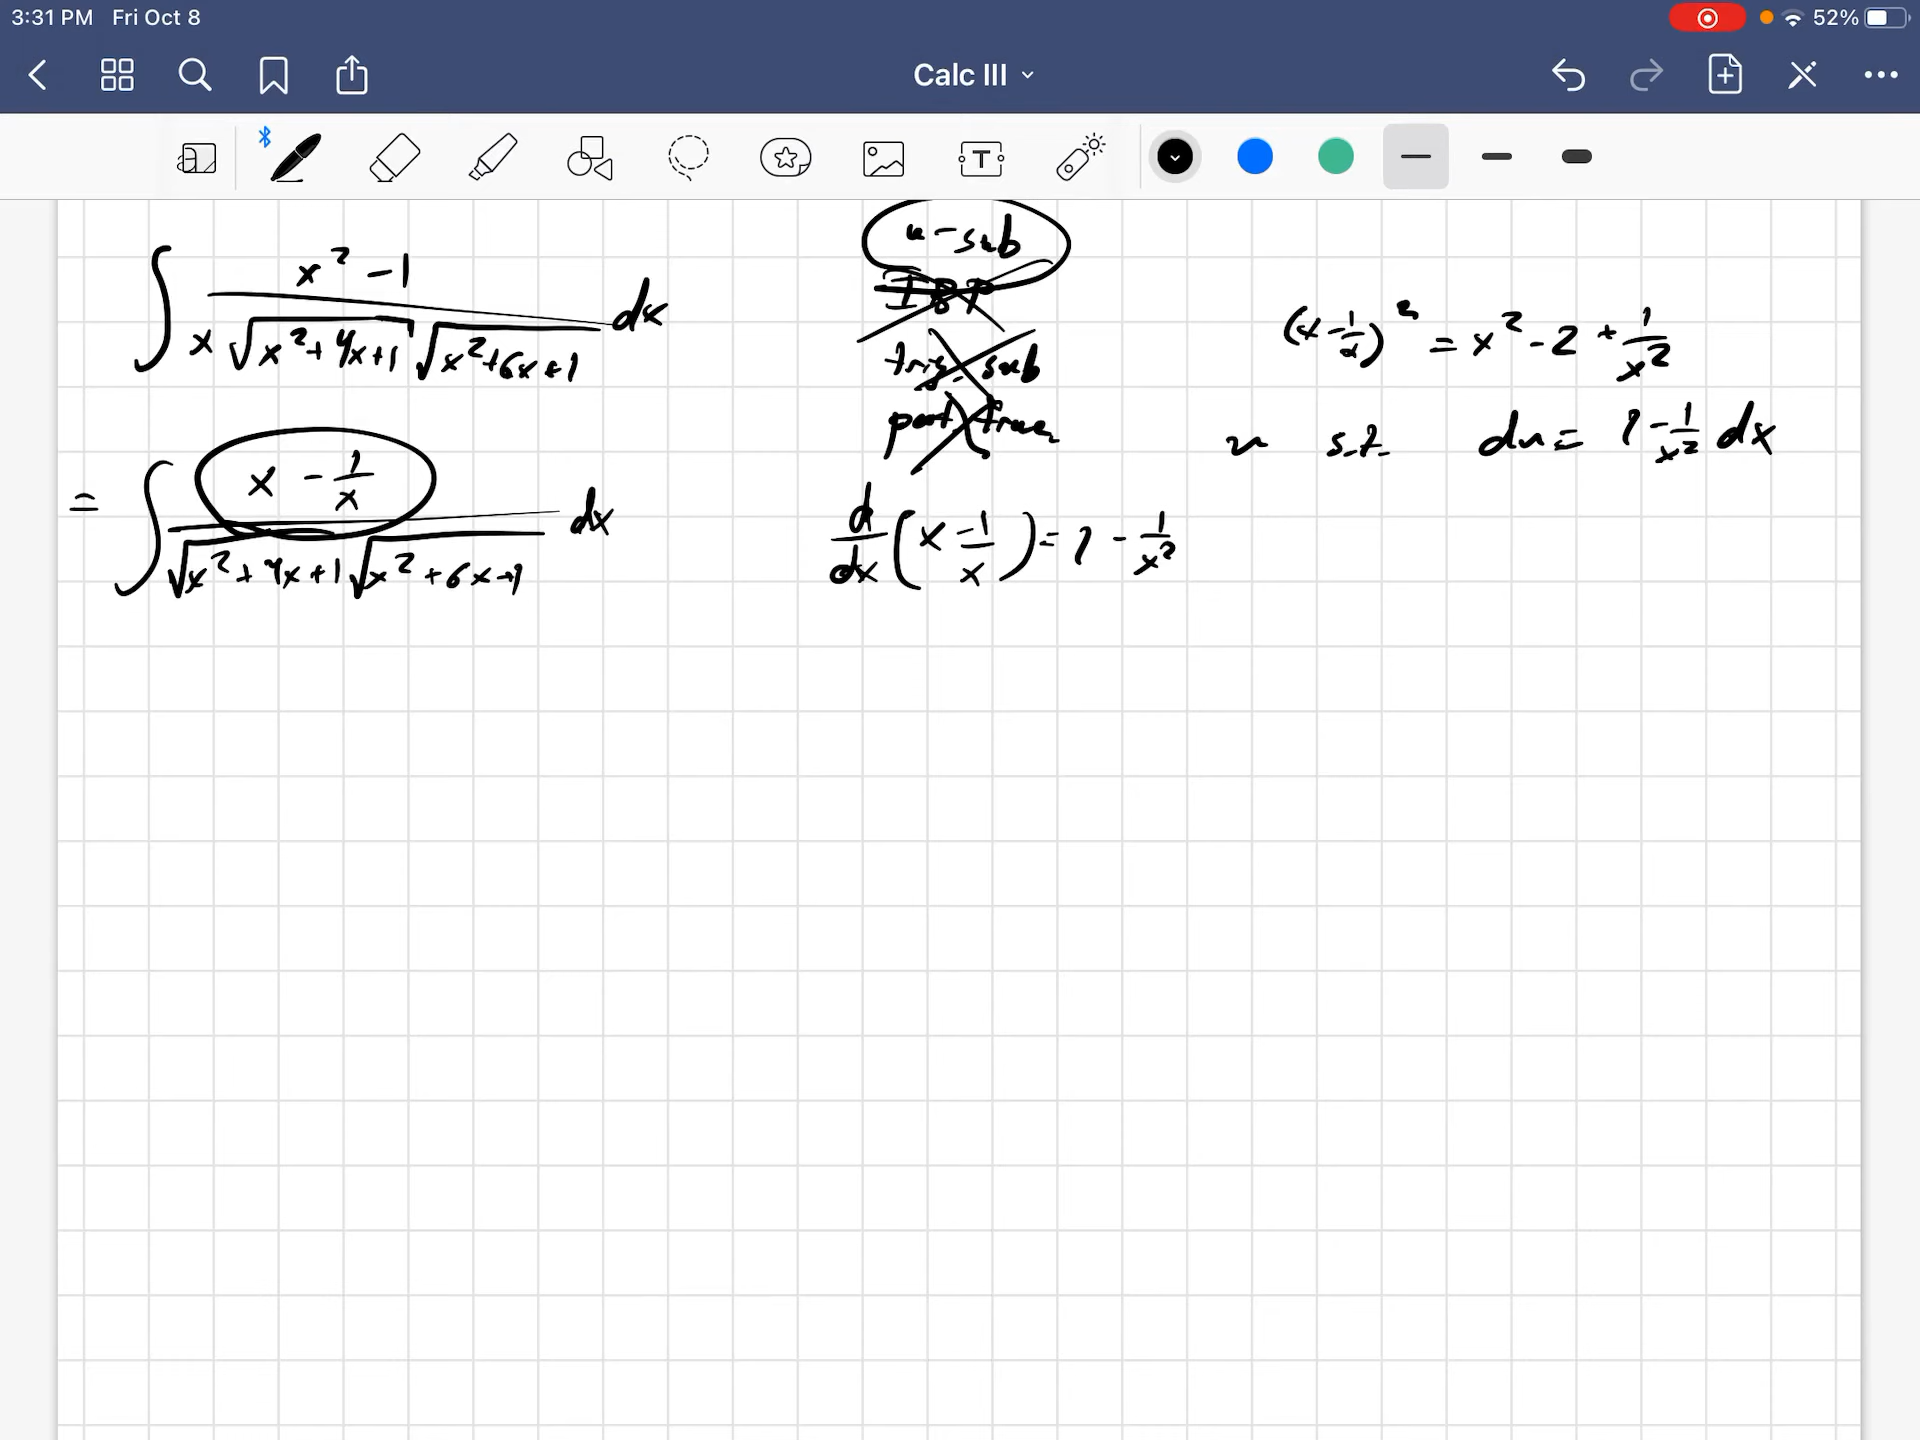 3:31 PM Fri Oct 8 52%
Calc III
u-sub
∫ (x² - 1) / (x √(x² + 4x + 1) √(x² + 6x + 1)) dx
IBP
(x - 1/x)² = x² - 2 + 1/x²
trig. sub
part. frac
u s.t. du = 1 - 1/x² dx
= ∫ (x - 1/x) / (√(x² + 4x + 1) √(x² + 6x + 1)) dx
d/dx (x - 1/x) = 1 - 1/x²